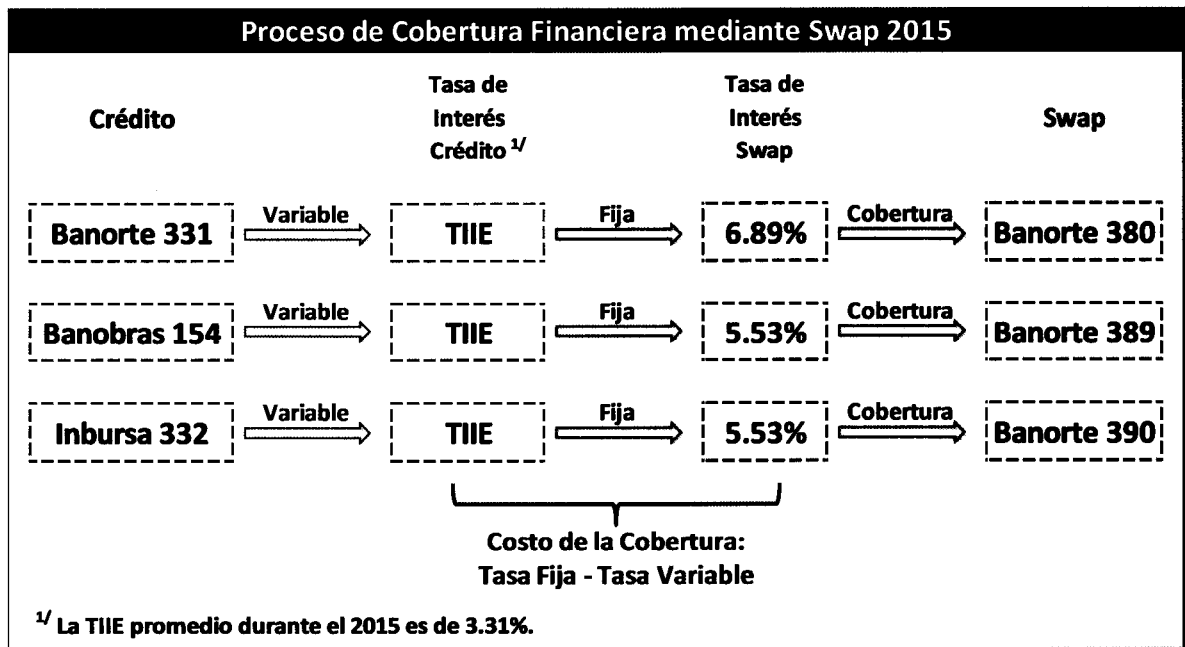 Proceso de Cobertura Financiera mediante Swap 2015
Crédito
Tasa de
Interés
Crédito 1/
Tasa de
Interés
Swap
Swap
Banorte 331
Variable
TIIE
Fija
6.89%
Cobertura
Banorte 380
Banobras 154
Variable
TIIE
Fija
5.53%
Cobertura
Banorte 389
Inbursa 332
Variable
TIIE
Fija
5.53%
Cobertura
Banorte 390
Costo de la Cobertura:
Tasa Fija - Tasa Variable
1/ La TIIE promedio durante el 2015 es de 3.31%.